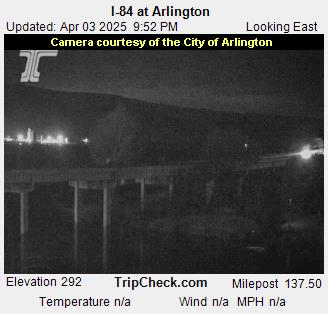 I-84 at Arlington
Updated: Apr 03 2025 9:52 PM Looking East
Camera courtesy of the City of Arlington
Elevation 292 TripCheck.com Milepost 137.50
Temperature n/a Wind n/a MPH n/a